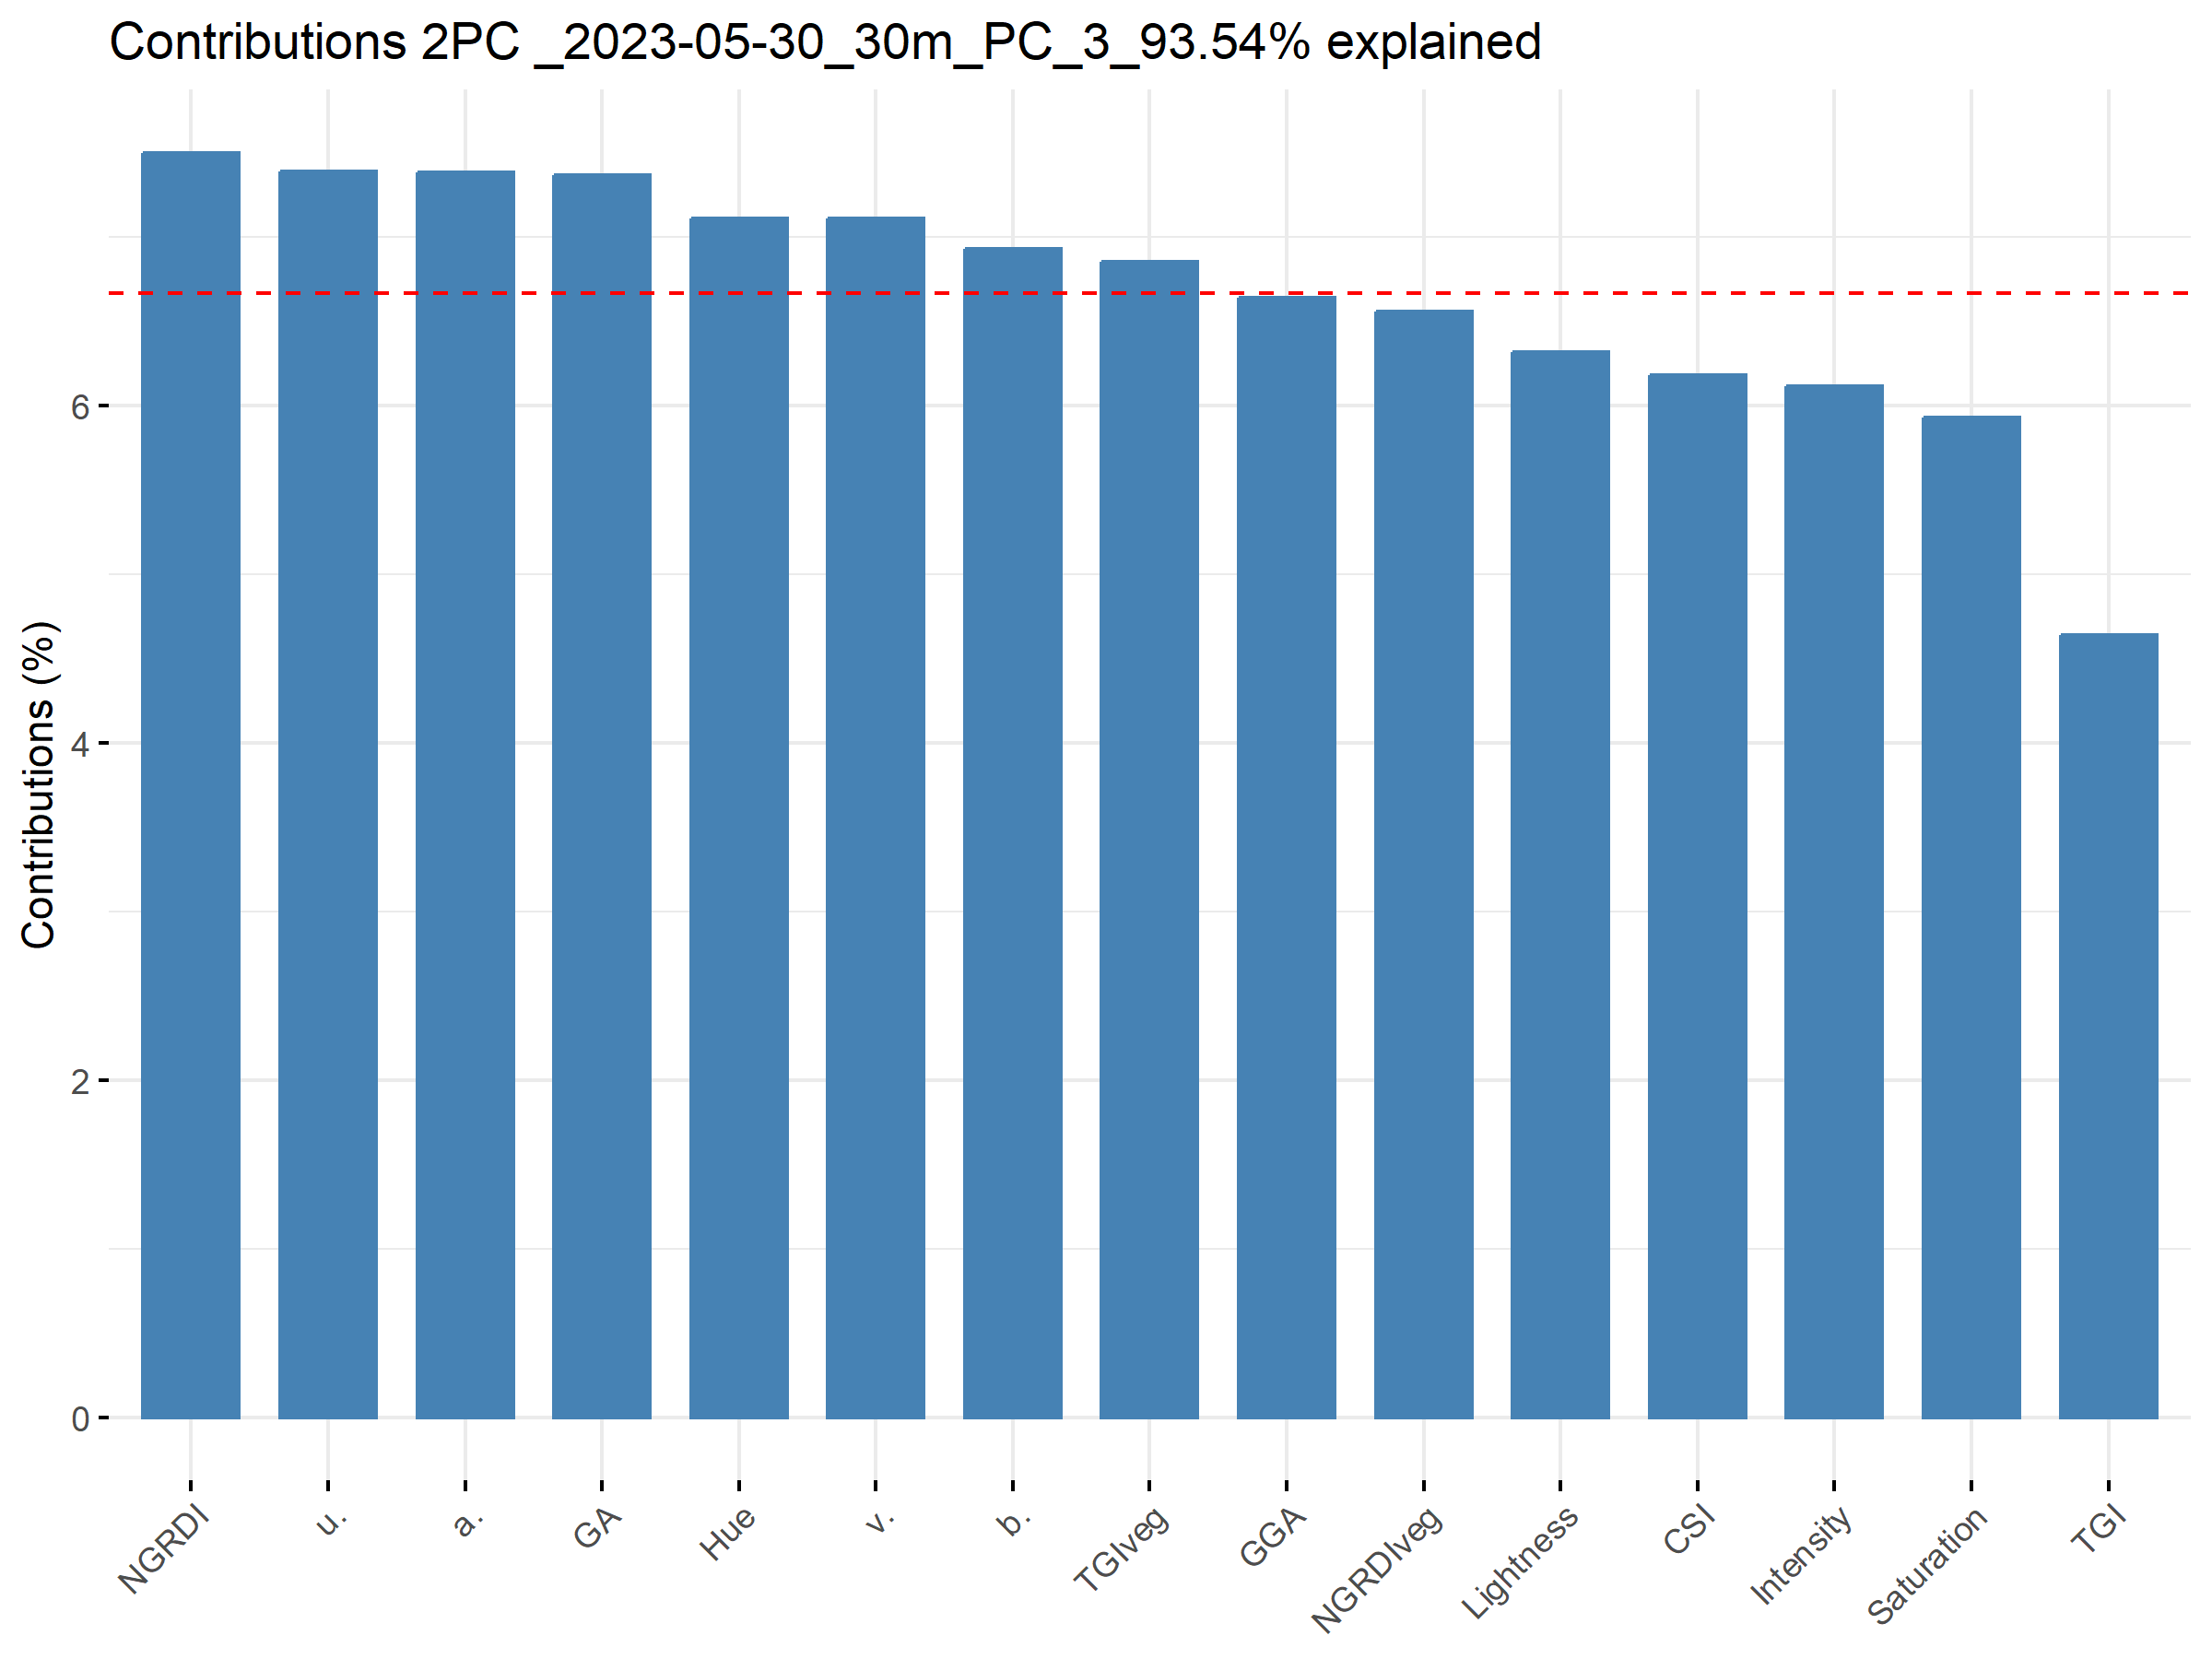 Contributions 2PC _2023-05-30_30m_PC_3_93.54% explained
Contributions (%)
6
4
2
0
NGRDI
u.
a.
GA
Hue
v.
b.
TGIveg
GGA
NGRDIveg
Lightness
CSI
Intensity
Saturation
TGI